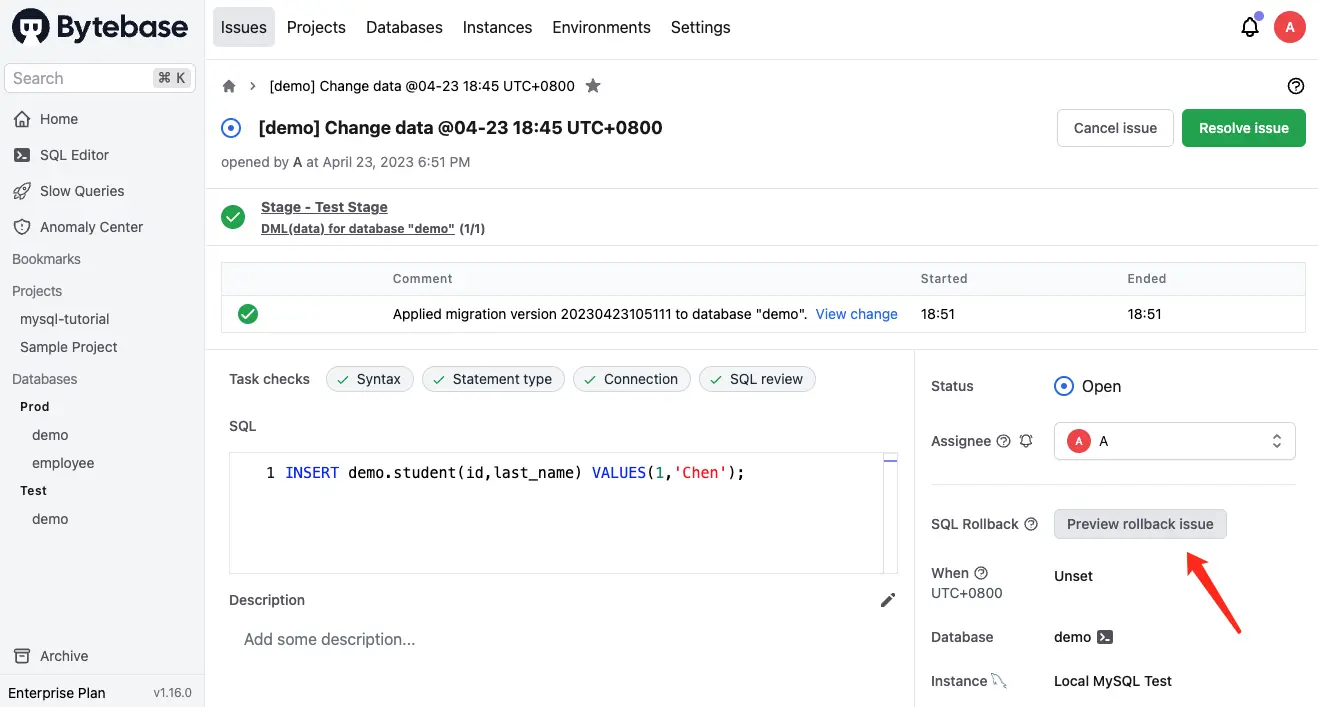 Bytebase
Issues Projects Databases Instances Environments Settings
A
Search ⌘ K
Home
SQL Editor
Slow Queries
Anomaly Center
Bookmarks
Projects
mysql-tutorial
Sample Project
Databases
Prod
demo
employee
Test
demo
Archive
Enterprise Plan v1.16.0
[demo] Change data @04-23 18:45 UTC+0800
[demo] Change data @04-23 18:45 UTC+0800
Cancel issue Resolve issue
opened by A at April 23, 2023 6:51 PM
Stage - Test Stage
DML(data) for database "demo" (1/1)
Comment Started Ended
Applied migration version 20230423105111 to database "demo". View change 18:51 18:51
Task checks Syntax Statement type Connection SQL review
SQL
1 INSERT demo.student(id,last_name) VALUES(1,'Chen');
Description
Add some description...
Status Open
Assignee A A
SQL Rollback Preview rollback issue
When Unset
UTC+0800
Database demo
Instance Local MySQL Test